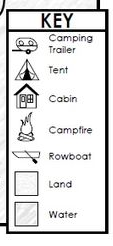 KEY
Camping
Trailer
Tent
Cabin
Campfire
Rowboat
Land
Water